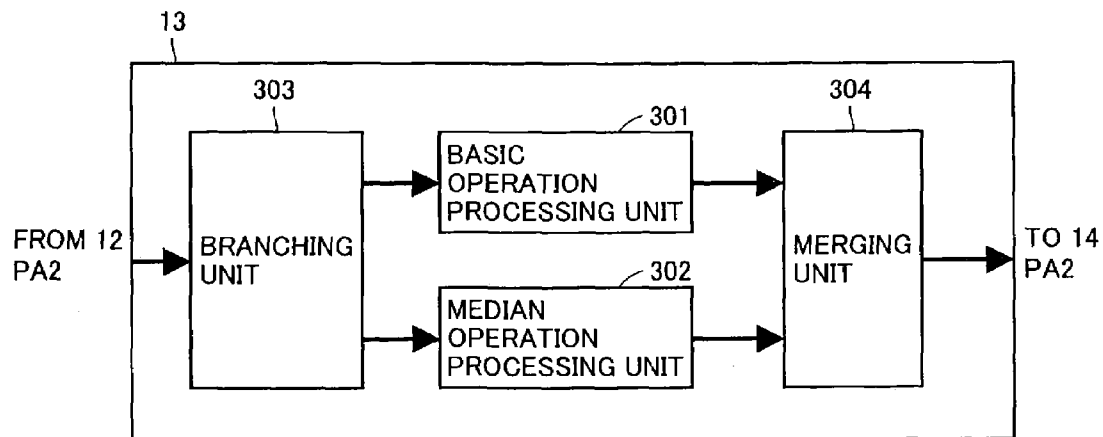 13
303
301
304
BASIC
OPERATION
PROCESSING UNIT
FROM 12
PA2
BRANCHING
UNIT
MERGING
UNIT
TO 14
PA2
302
MEDIAN
OPERATION
PROCESSING UNIT